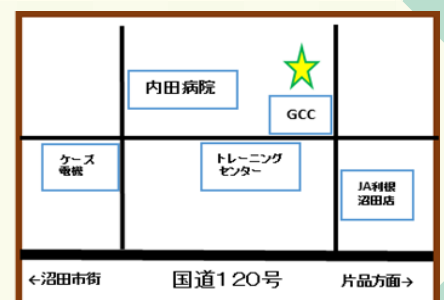 内田病院
GCC
ケーズ
電機
トレーニング
センター
JA利根
沼田店
←沼田市街
国道120号
片品方面→